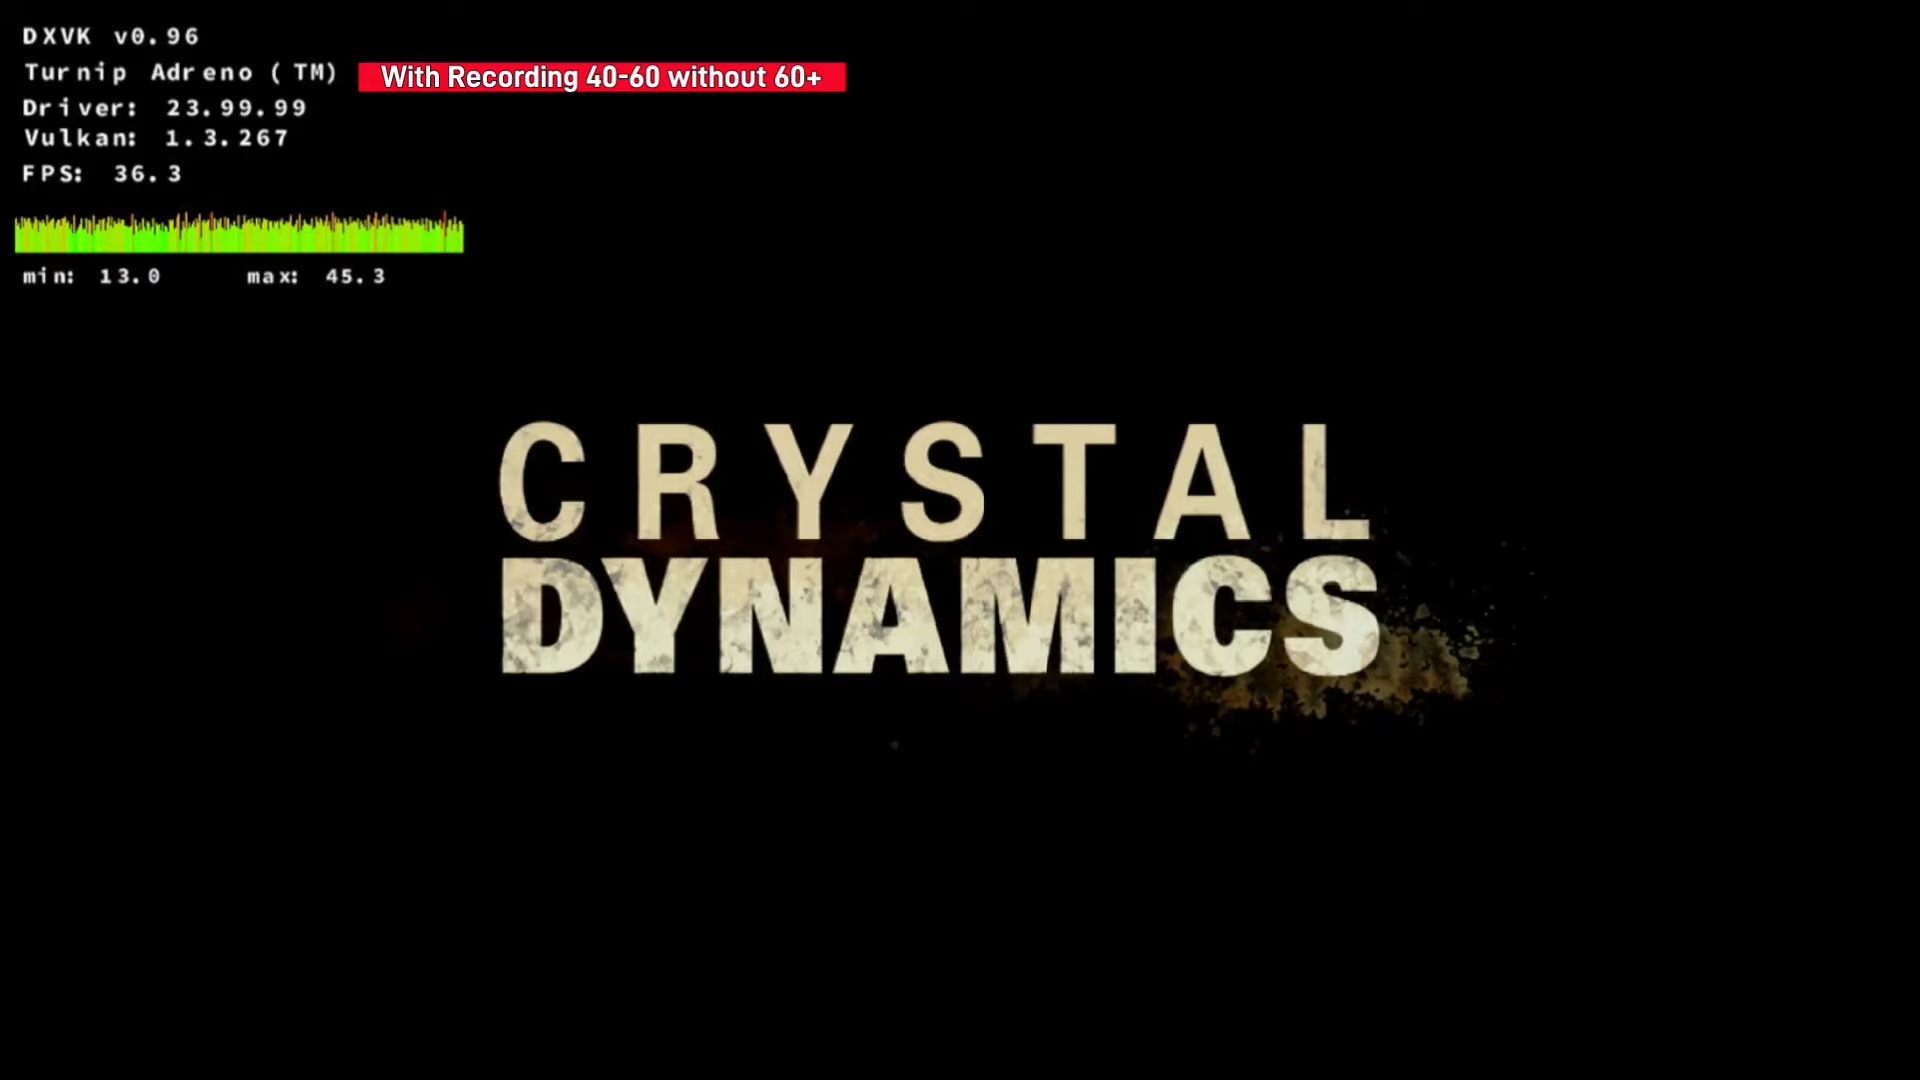 DXVK v0.96
Turnip Adreno (TM)
With Recording 40-60 without 60+
Driver: 23.99.99
Vulkan: 1.3.267
FPS: 36.3
min: 13.0 max: 45.3
CRYSTAL
DYNAMICS